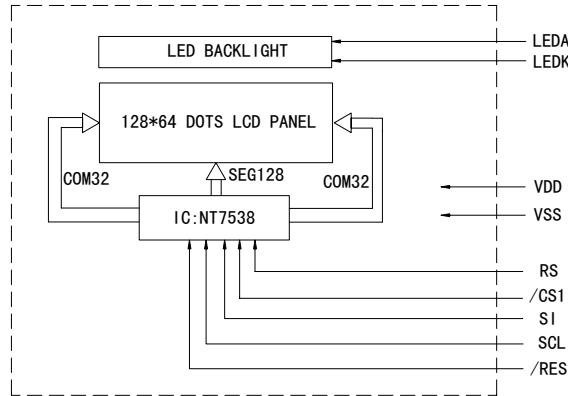 LED BACKLIGHT
LEDA
LEDK
128*64 DOTS LCD PANEL
COM32
SEG128
COM32
IC:NT7538
VDD
VSS
RS
/CS1
SI
SCL
/RES